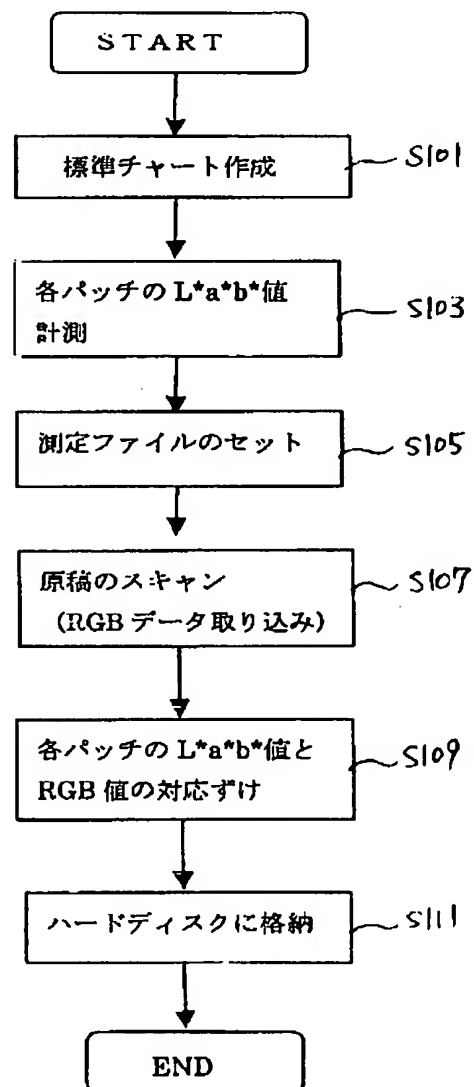 START
標準チャート作成
S101
各パッチのL*a*b*値
計測
S103
測定ファイルのセット
S105
原稿のスキャン
(RGBデータ取り込み)
S107
各パッチのL*a*b*値と
RGB値の対応ずけ
S109
ハードディスクに格納
S111
END